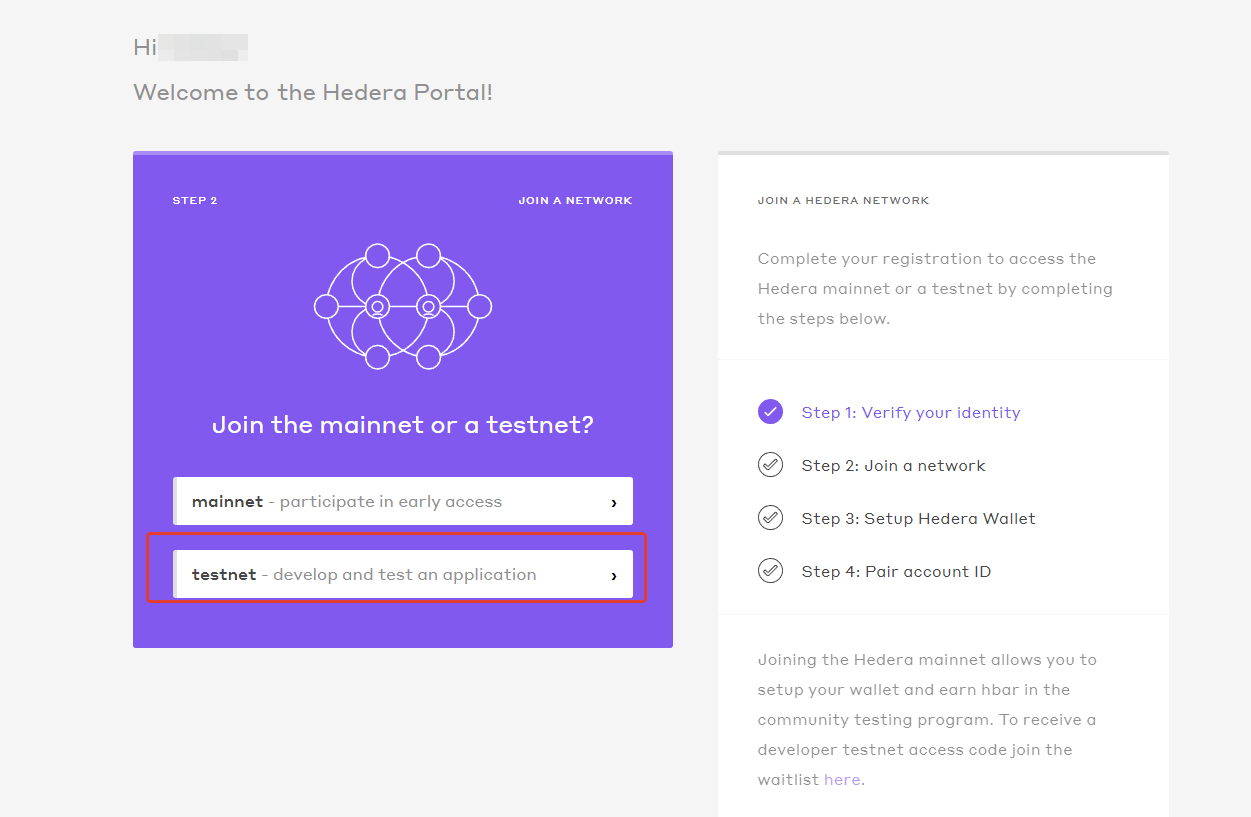 Hi
Welcome to the Hedera Portal!
STEP 2
JOIN A NETWORK
Join the mainnet or a testnet?
mainnet - participate in early access ›
testnet - develop and test an application ›
JOIN A HEDERA NETWORK
Complete your registration to access the
Hedera mainnet or a testnet by completing
the steps below.
Step 1: Verify your identity
Step 2: Join a network
Step 3: Setup Hedera Wallet
Step 4: Pair account ID
Joining the Hedera mainnet allows you to
setup your wallet and earn hbar in the
community testing program. To receive a
developer testnet access code join the
waitlist here.